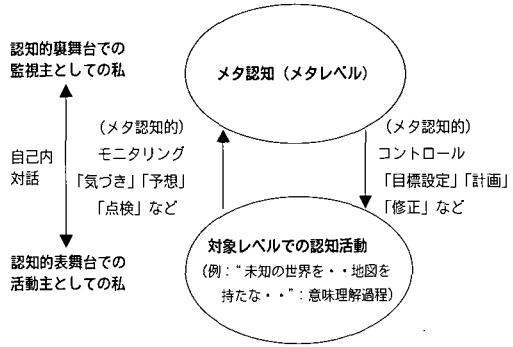 認知的裏舞台での
監視主としての私
自己内
対話
認知的表舞台での
活動主としての私
メタ認知（メタレベル）
（メタ認知的）
モニタリング
「気づき」「予想」
「点検」など
（メタ認知的）
コントロール
「目標設定」「計画」
「修正」など
対象レベルでの認知活動
（例：“未知の世界を・・地図を
持たな・・”：意味理解過程）